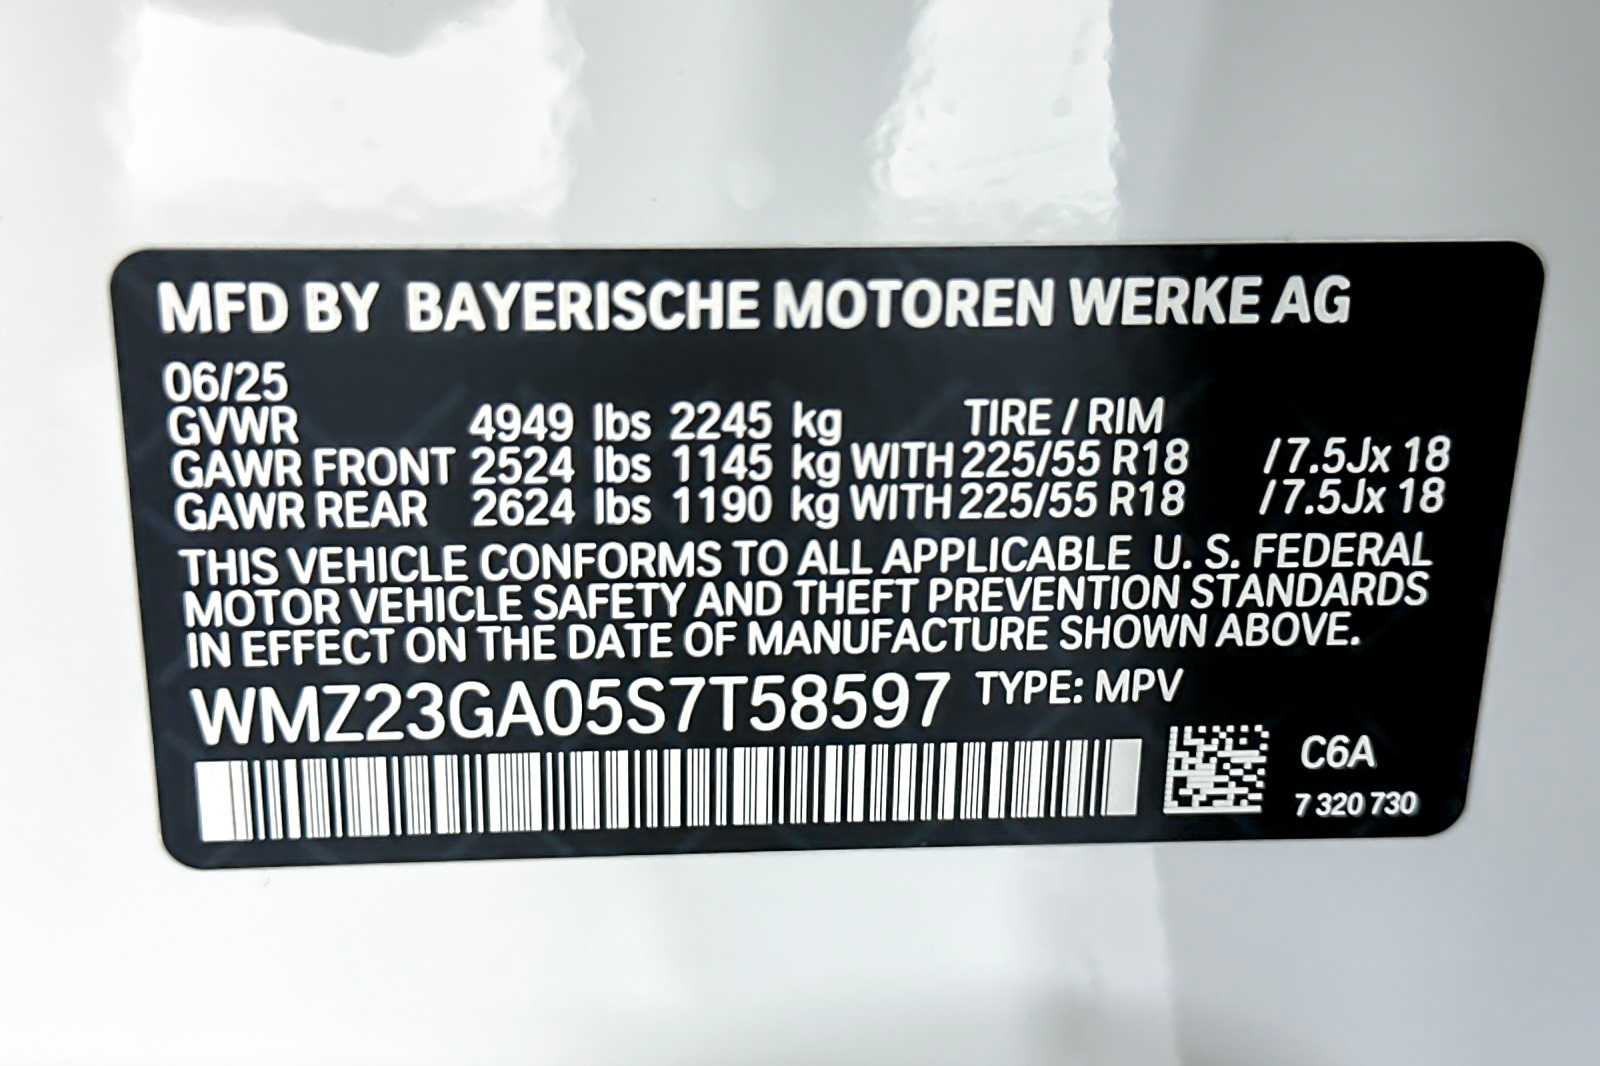 MFD BY BAYERISCHE MOTOREN WERKE AG
06/25
GVWR 4949 lbs 2245 kg TIRE / RIM
GAWR FRONT 2524 lbs 1145 kg WITH 225/55 R18 / 7.5Jx 18
GAWR REAR 2624 lbs 1190 kg WITH 225/55 R18 / 7.5Jx 18
THIS VEHICLE CONFORMS TO ALL APPLICABLE U. S. FEDERAL
MOTOR VEHICLE SAFETY AND THEFT PREVENTION STANDARDS
IN EFFECT ON THE DATE OF MANUFACTURE SHOWN ABOVE.
WMZ23GA05S7T58597 TYPE: MPV
C6A
7 320 730